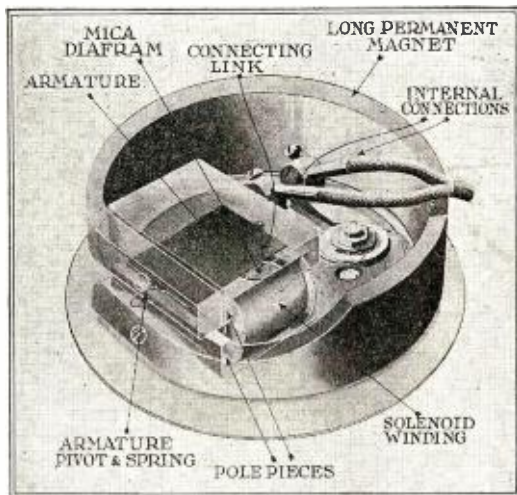 MICA
DIAFRAM
ARMATURE
CONNECTING
LINK
LONG PERMANENT
MAGNET
INTERNAL
CONNECTIONS
ARMATURE
PIVOT & SPRING
POLE PIECES
SOLENOID
WINDING